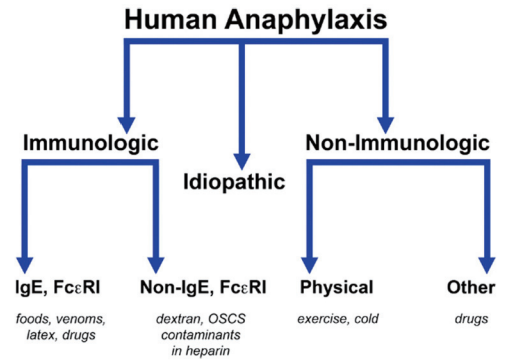 Human Anaphylaxis
Immunologic
Idiopathic
Non-Immunologic
IgE, FcεRI
Non-IgE, FcεRI
Physical
Other
foods, venoms,
latex, drugs
dextran, OSCS
contaminants
in heparin
exercise, cold
drugs